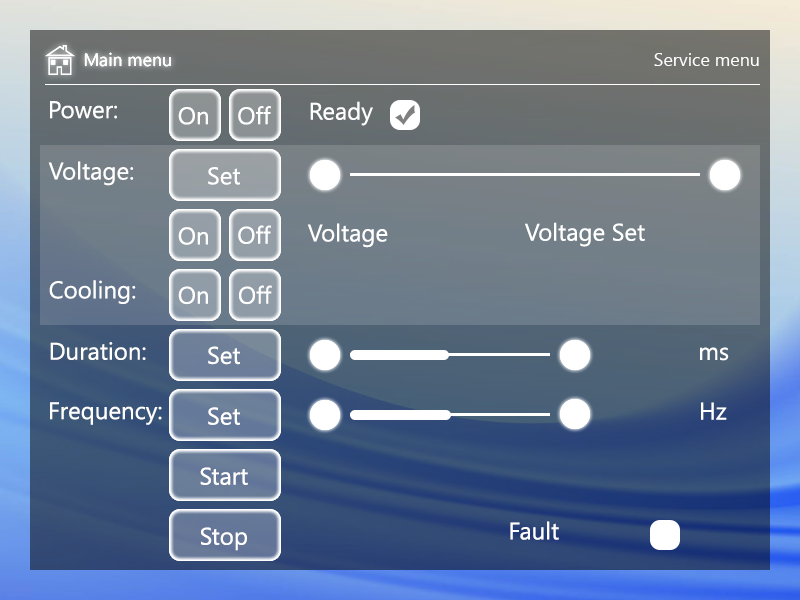 Main menu
Service menu
Power: On Off Ready
Voltage: Set
On Off Voltage Voltage Set
Cooling: On Off
Duration: Set ms
Frequency: Set Hz
Start
Stop Fault